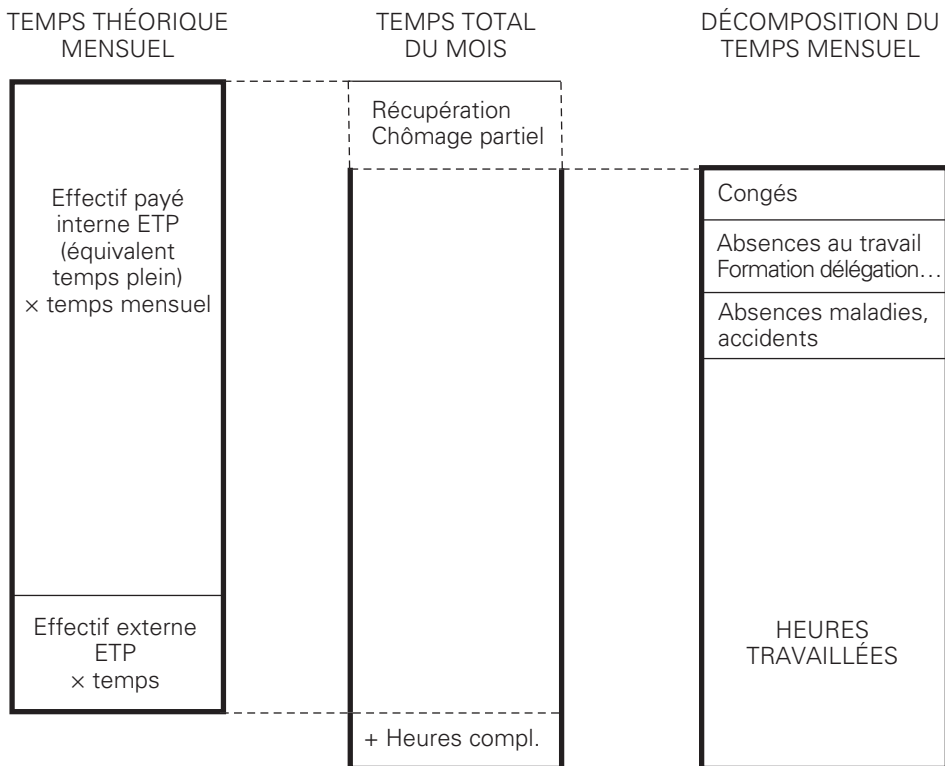 TEMPS THÉORIQUE
MENSUEL
TEMPS TOTAL
DU MOIS
DÉCOMPOSITION DU
TEMPS MENSUEL
Effectif payé
interne ETP
(équivalent
temps plein)
× temps mensuel
Effectif externe
ETP
× temps
Récupération
Chômage partiel
+ Heures compl.
Congés
Absences au travail
Formation délégation…
Absences maladies,
accidents
HEURES
TRAVAILLÉES